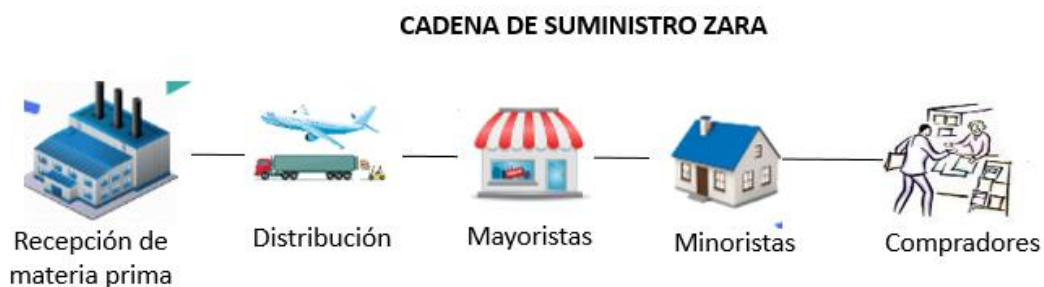 CADENA DE SUMINISTRO ZARA
Recepción de
materia prima
Distribución
Mayoristas
Minoristas
Compradores